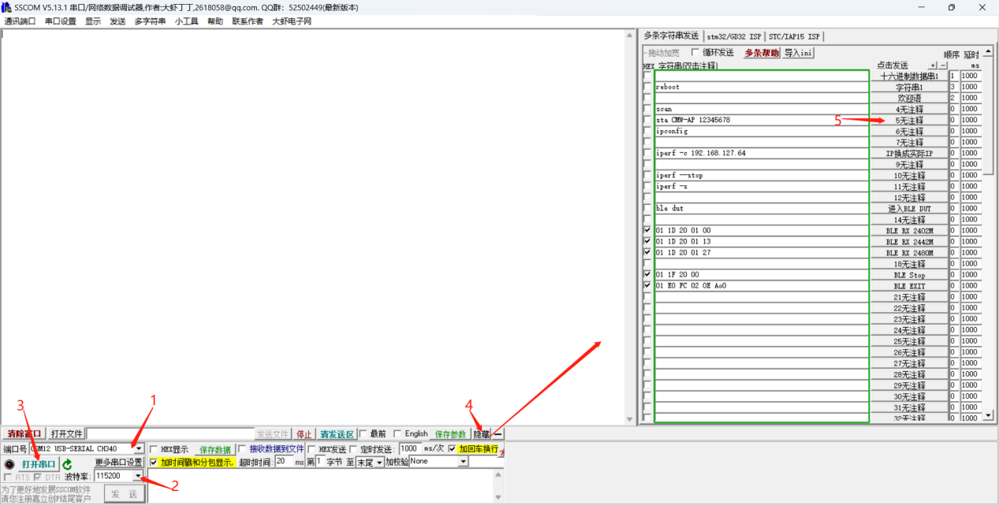 SSCOM V5.13.1 串口/网络数据调试器,作者:大虾丁丁,2618058@qq.com. QQ群: 52502449(最新版本)
通讯端口 串口设置 显示 发送 多字符串 小工具 帮助 联系作者 大虾电子网
多条字符串发送 stm32/GD32 ISP STC/IAP15 ISP
拖动加宽 循环发送 多条帮助 导入ini 顺序 延时
HEX 字符串(双击注释) 点击发送 + - ms
十六进制数据串1 1 1000
reboot 字符串1 3 1000
欢迎语 2 1000
scan 4无注释 0 1000
sta CMW-AP 12345678 5 5无注释 0 1000
ipconfig 6无注释 0 1000
7无注释 0 1000
iperf -c 192.168.127.64 IP换成实际IP 0 1000
9无注释 0 1000
iperf --stop 10无注释 0 1000
iperf -s 11无注释 0 1000
12无注释 0 1000
ble dut 进入BLE DUT 0 1000
14无注释 0 1000
01 1D 20 01 00 BLE RX 2402M 0 1000
01 1D 20 01 13 BLE RX 2442M 0 1000
01 1D 20 01 27 BLE RX 2480M 0 1000
18无注释 0 1000
01 1F 20 00 BLE Stop 0 1000
01 E0 FC 02 0E A00 BLE EXIT 0 1000
21无注释 0 1000
22无注释 0 1000
23无注释 0 1000
24无注释 0 1000
25无注释 0 1000
26无注释 0 1000
27无注释 0 1000
28无注释 0 1000
29无注释 0 1000
30无注释 0 1000
31无注释 0 1000
32无注释 0 1000
3 1 4
清除窗口 打开文件 发送文件 停止 清发送区 最前 English 保存参数 隐藏
端口号 COM12 USB-SERIAL CH340 HEX显示 保存数据 接收数据到文件 HEX发送 定时发送: 1000 ms/次 加回车换行
打开串口 更多串口设置 加时间戳和分包显示, 超时时间: 20 ms 第1 字节 至 末尾 加校验 None
RTS DTR 波特率: 115200 2
为了更好地发展SSCOM软件
请您注册嘉立创F结尾客户
发 送